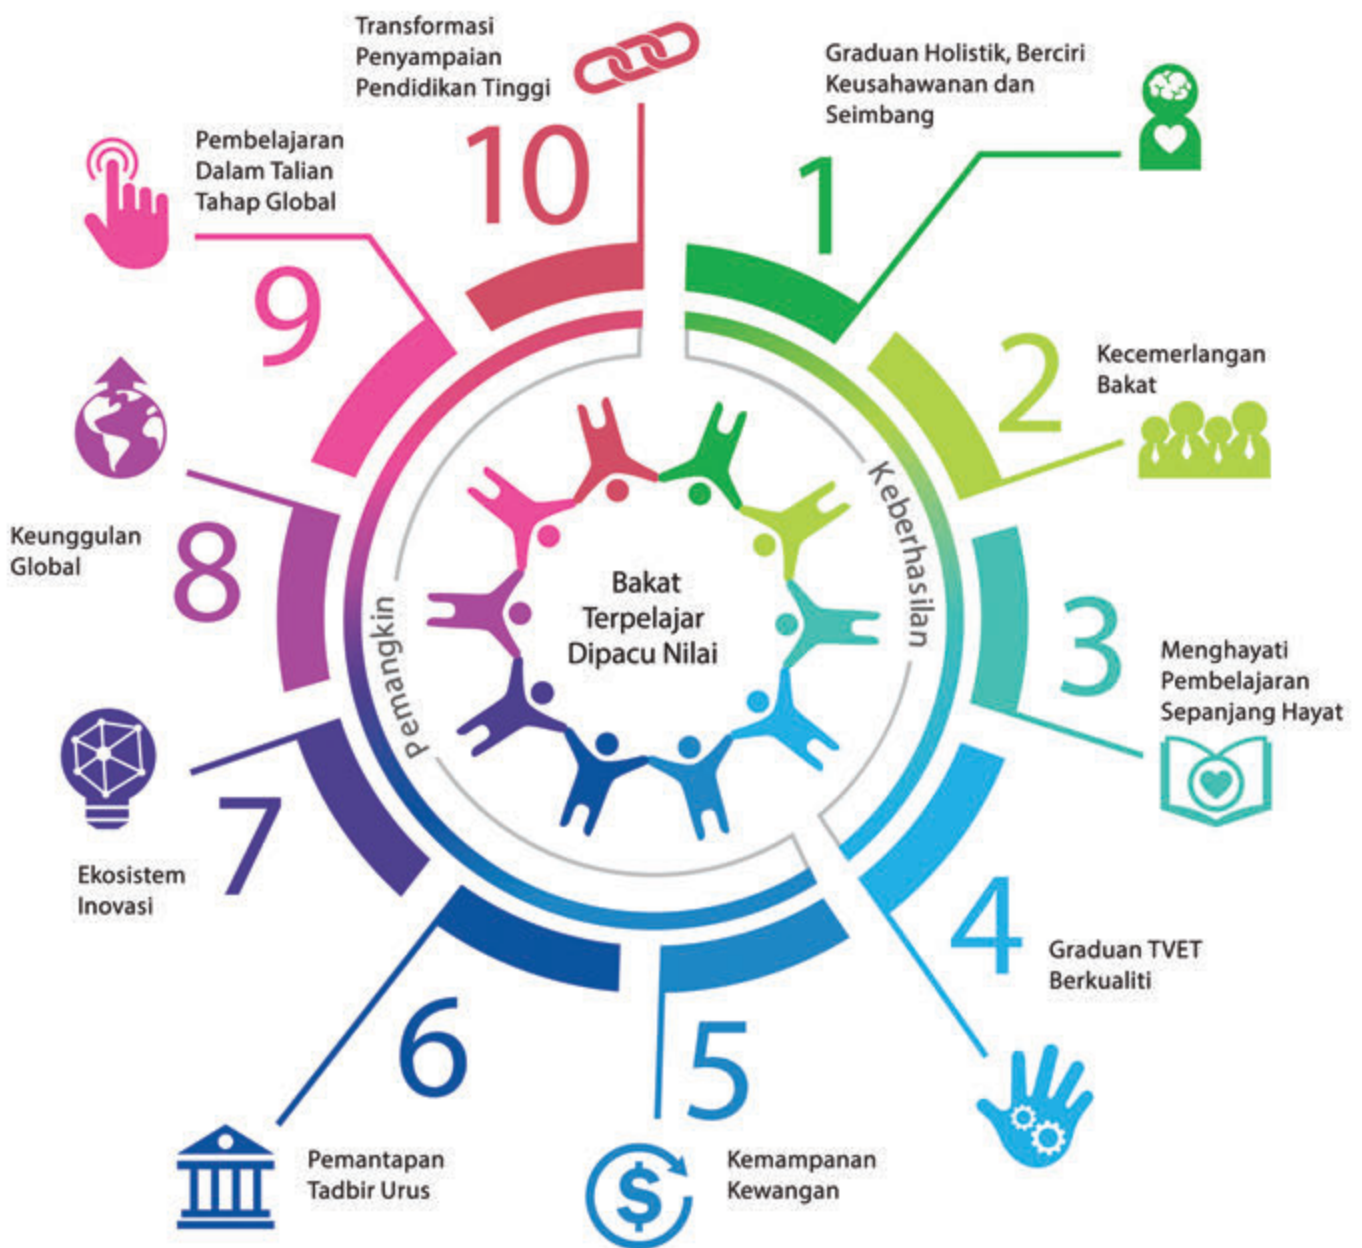 1
Graduan Holistik, Berciri
Keusahawanan dan
Seimbang
2
Kecemerlangan
Bakat
3
Menghayati
Pembelajaran
Sepanjang Hayat
4
Graduan TVET
Berkualiti
5
Kemampanan
Kewangan
6
Pemantapan
Tadbir Urus
7
Ekosistem
Inovasi
8
Keunggulan
Global
9
Pembelajaran
Dalam Talian
Tahap Global
10
Transformasi
Penyampaian
Pendidikan Tinggi
Keberhasilan
Pemangkin
Bakat
Terpelajar
Dipacu Nilai
$